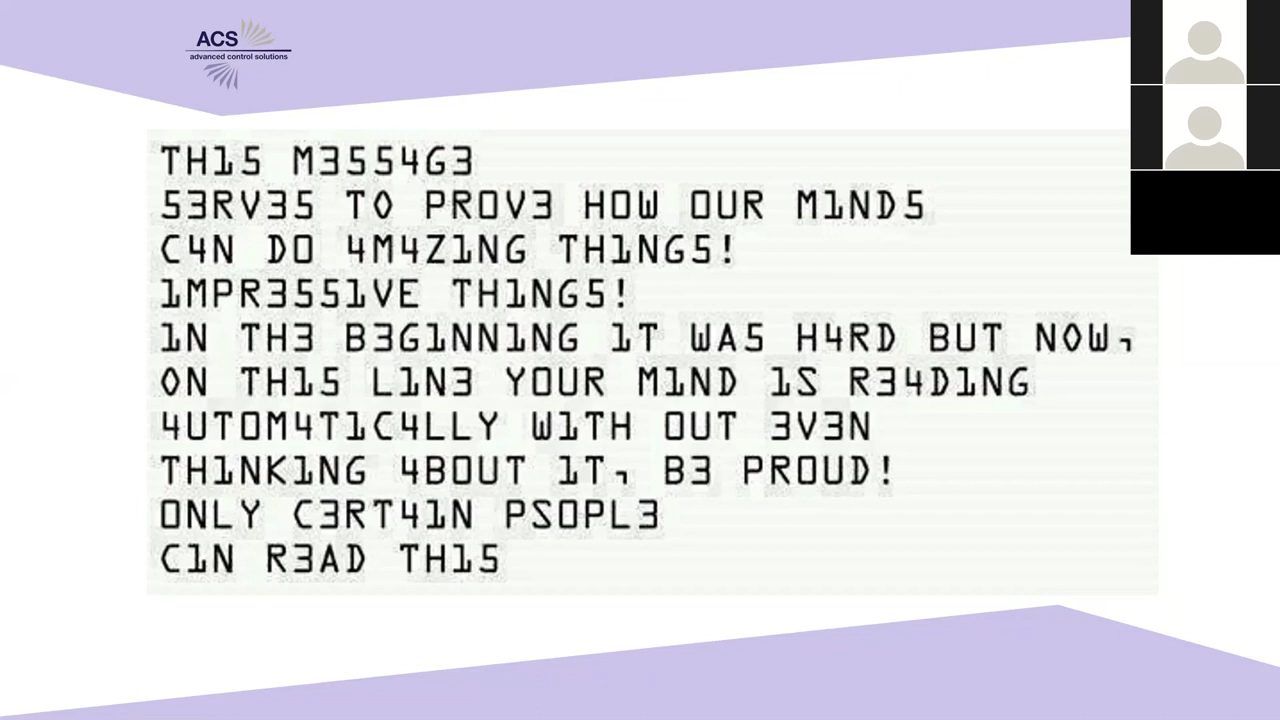 ACS
advanced control solutions
TH15 M3554G3
53RV35 TO PROV3 HOW OUR M1ND5
C4N DO 4M4Z1NG TH1NG5!
1MPR3551VE TH1NG5!
1N TH3 B3G1NN1NG 1T WA5 H4RD BUT NOW,
ON TH15 L1N3 YOUR M1ND 1S R34D1NG
4UTOM4T1C4LLY W1TH OUT 3V3N
TH1NK1NG 4BOUT 1T, B3 PROUD!
ONLY C3RT41N PSOPL3
C1N R3AD TH15